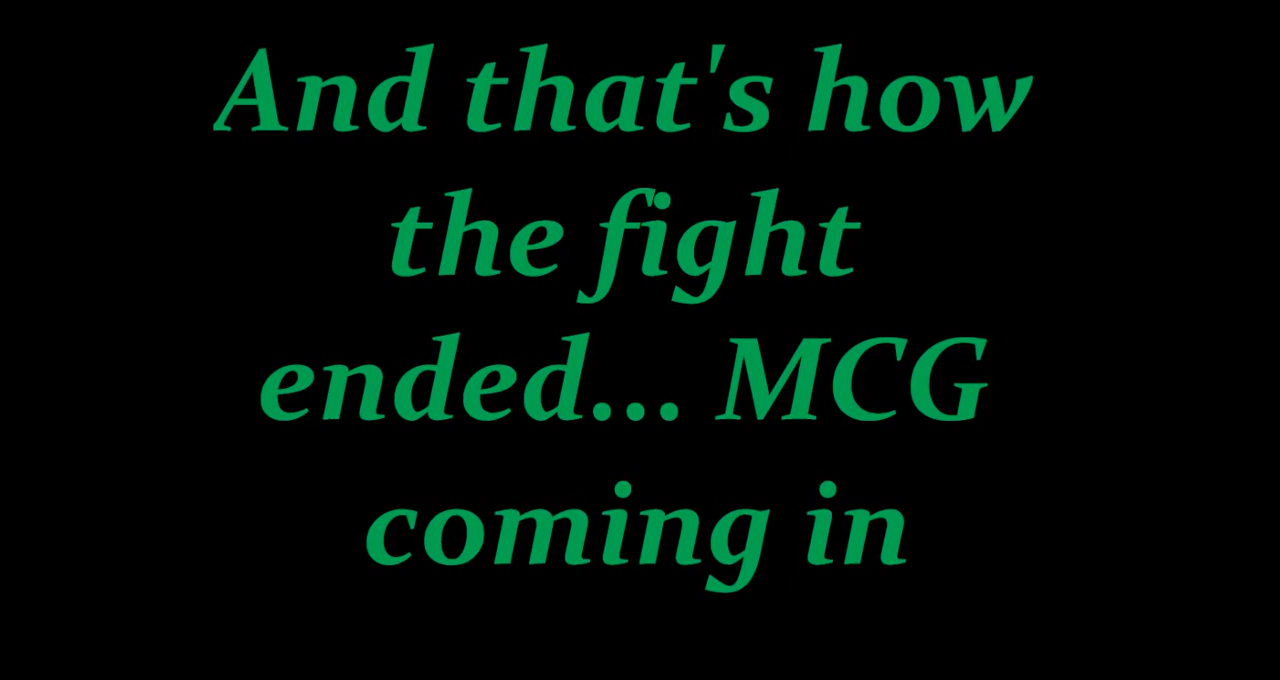 And that's how
the fight
ended... MCG
coming in